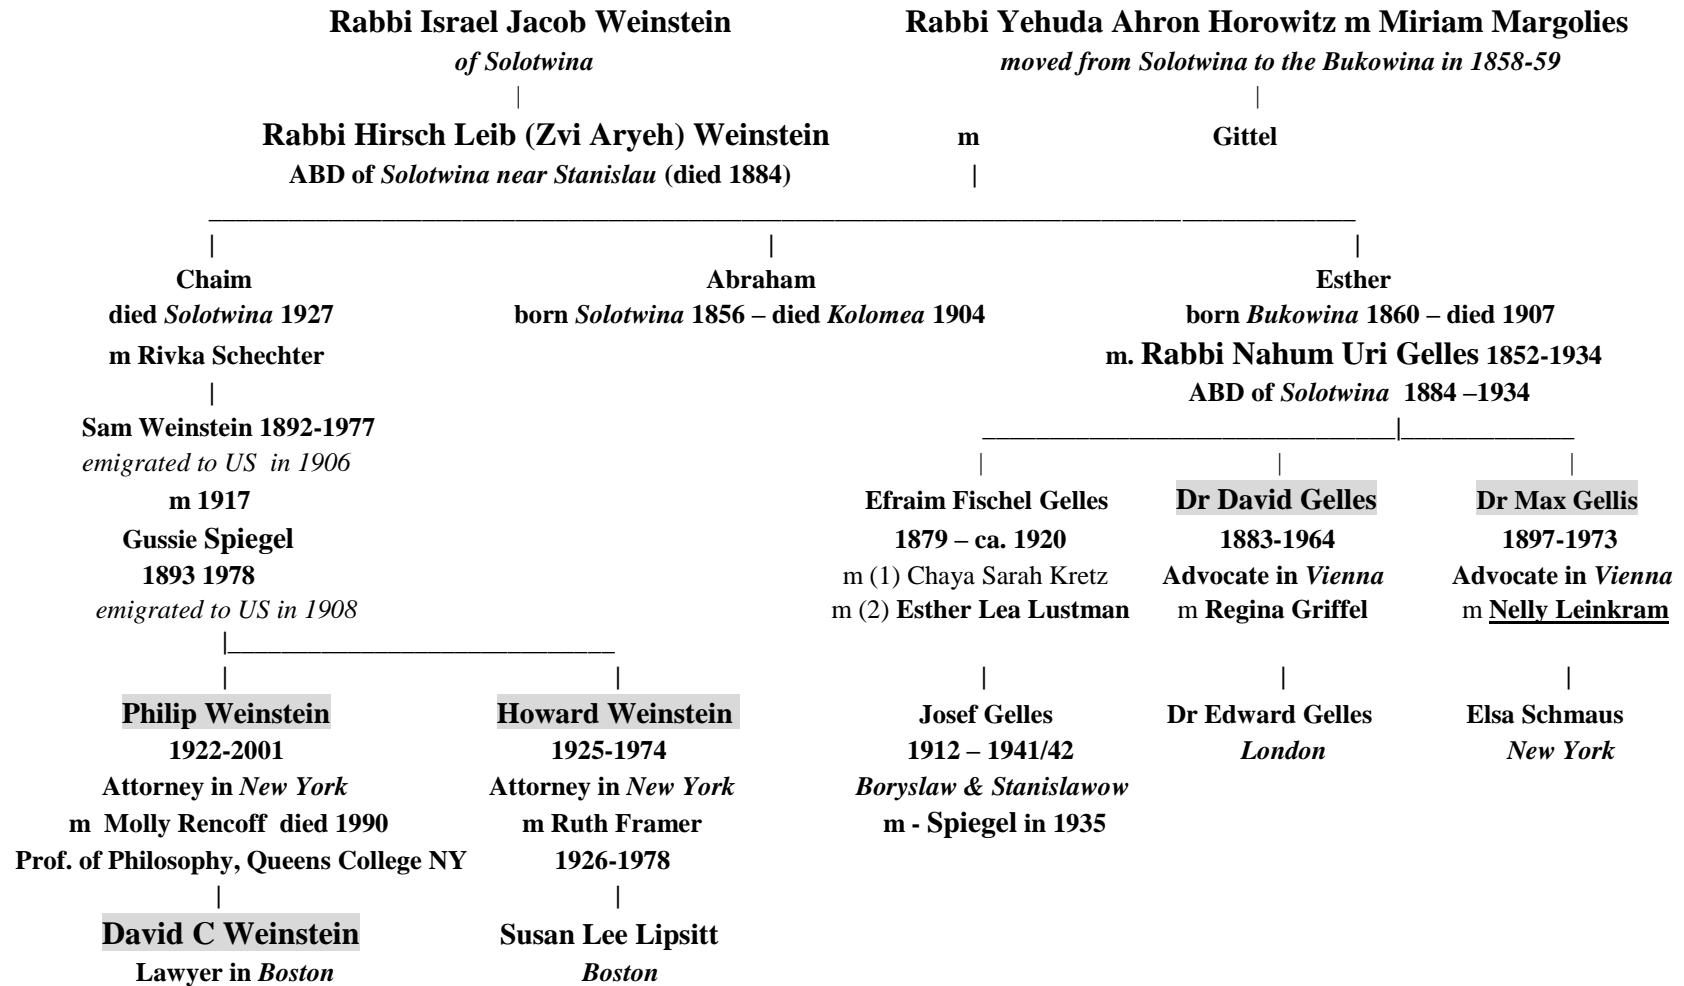 Rabbi Israel Jacob Weinstein Rabbi Yehuda Ahron Horowitz m Miriam Margolies
of Solotwina moved from Solotwina to the Bukowina in 1858-59
Rabbi Hirsch Leib (Zvi Aryeh) Weinstein m Gittel
ABD of Solotwina near Stanislau (died 1884)
Chaim Abraham Esther
died Solotwina 1927 born Solotwina 1856 – died Kolomea 1904 born Bukowina 1860 – died 1907
m Rivka Schechter m. Rabbi Nahum Uri Gelles 1852-1934
ABD of Solotwina 1884 –1934
Sam Weinstein 1892-1977
emigrated to US in 1906
m 1917 Efraim Fischel Gelles Dr David Gelles Dr Max Gellis
Gussie Spiegel 1879 – ca. 1920 1883-1964 1897-1973
1893 1978 m (1) Chaya Sarah Kretz Advocate in Vienna Advocate in Vienna
emigrated to US in 1908 m (2) Esther Lea Lustman m Regina Griffel m Nelly Leinkram
Philip Weinstein Howard Weinstein Josef Gelles Dr Edward Gelles Elsa Schmaus
1922-2001 1925-1974 1912 – 1941/42 London New York
Attorney in New York Attorney in New York Boryslaw & Stanislawow
m Molly Rencoff died 1990 m Ruth Framer m - Spiegel in 1935
Prof. of Philosophy, Queens College NY 1926-1978
David C Weinstein Susan Lee Lipsitt
Lawyer in Boston Boston